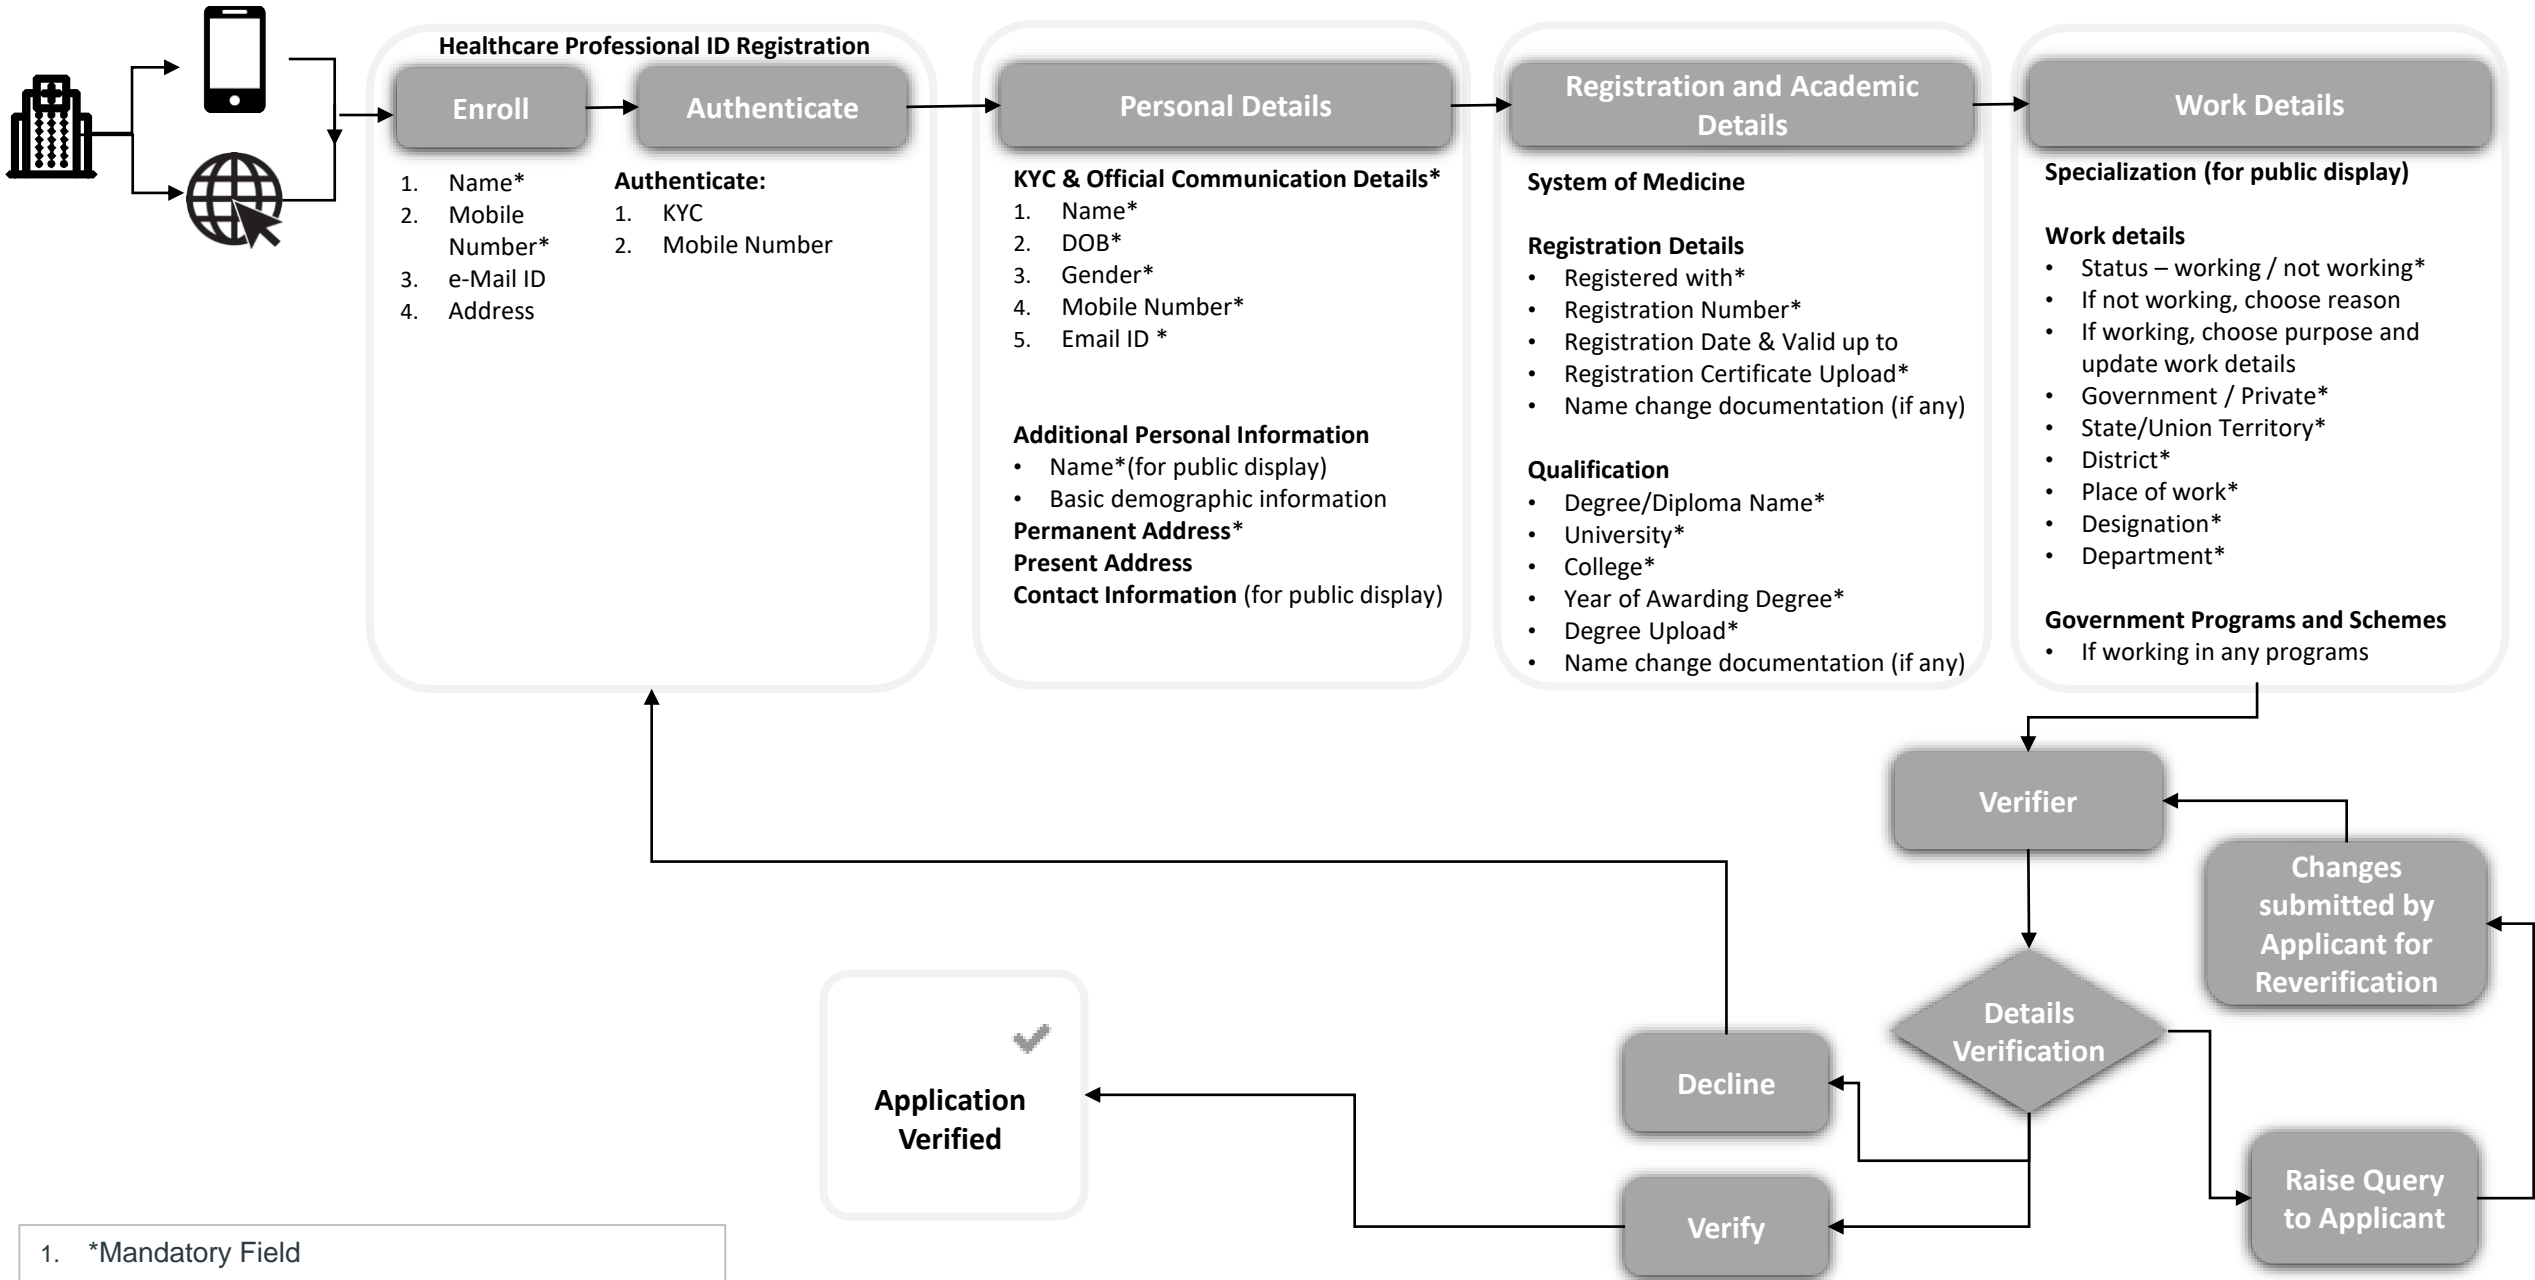 Healthcare Professional ID Registration
Enroll
Authenticate
1. Name*
2. Mobile
Number*
3. e-Mail ID
4. Address
Authenticate:
1. KYC
2. Mobile Number
Personal Details
KYC & Official Communication Details*
1. Name*
2. DOB*
3. Gender*
4. Mobile Number*
5. Email ID *
Additional Personal Information
• Name*(for public display)
• Basic demographic information
Permanent Address*
Present Address
Contact Information (for public display)
Registration and Academic
Details
System of Medicine
Registration Details
• Registered with*
• Registration Number*
• Registration Date & Valid up to
• Registration Certificate Upload*
• Name change documentation (if any)
Qualification
• Degree/Diploma Name*
• University*
• College*
• Year of Awarding Degree*
• Degree Upload*
• Name change documentation (if any)
Work Details
Specialization (for public display)
Work details
• Status – working / not working*
• If not working, choose reason
• If working, choose purpose and
update work details
• Government / Private*
• State/Union Territory*
• District*
• Place of work*
• Designation*
• Department*
Government Programs and Schemes
• If working in any programs
Verifier
Changes
submitted by
Applicant for
Reverification
Details
Verification
Decline
Application
Verified
Verify
Raise Query
to Applicant
1. *Mandatory Field